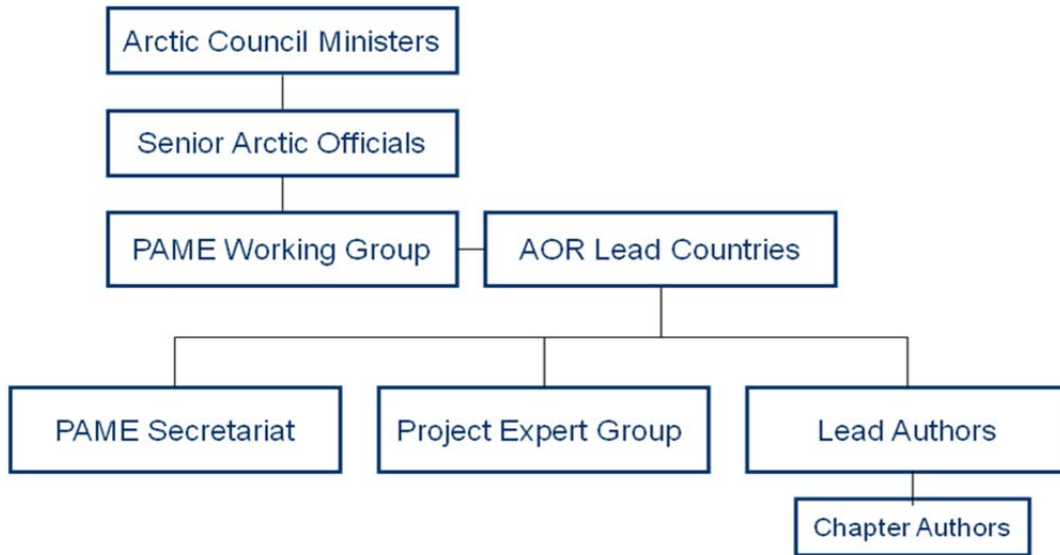 Arctic Council Ministers
Senior Arctic Officials
PAME Working Group
AOR Lead Countries
PAME Secretariat
Project Expert Group
Lead Authors
Chapter Authors